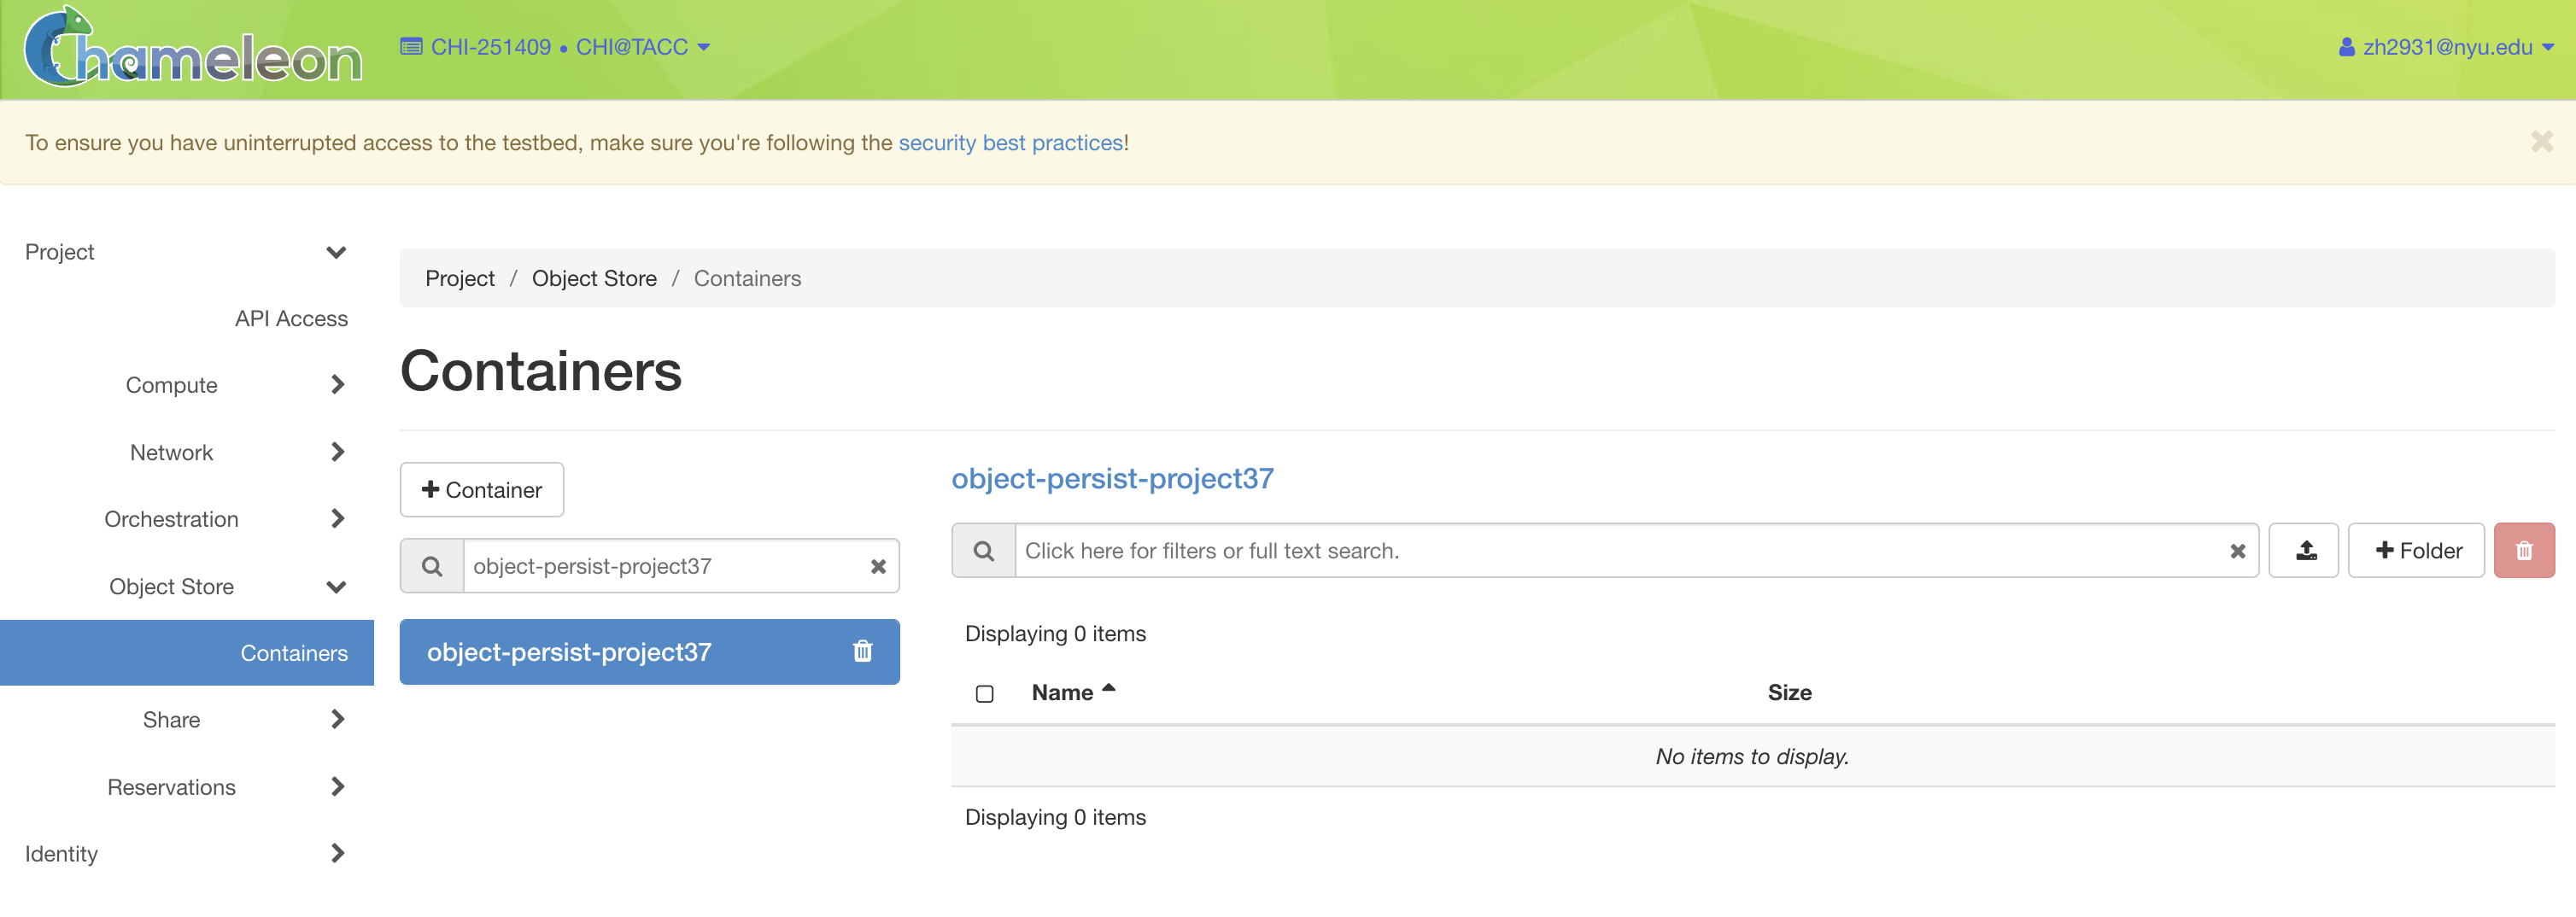 Chameleon
CHI-251409 • CHI@TACC
zh2931@nyu.edu
To ensure you have uninterrupted access to the testbed, make sure you're following the security best practices!
Project
API Access
Compute
Network
Orchestration
Object Store
Containers
Share
Reservations
Identity
Project / Object Store / Containers
Containers
Container
object-persist-project37
object-persist-project37
object-persist-project37
Click here for filters or full text search.
Folder
Displaying 0 items
Name Size
No items to display.
Displaying 0 items